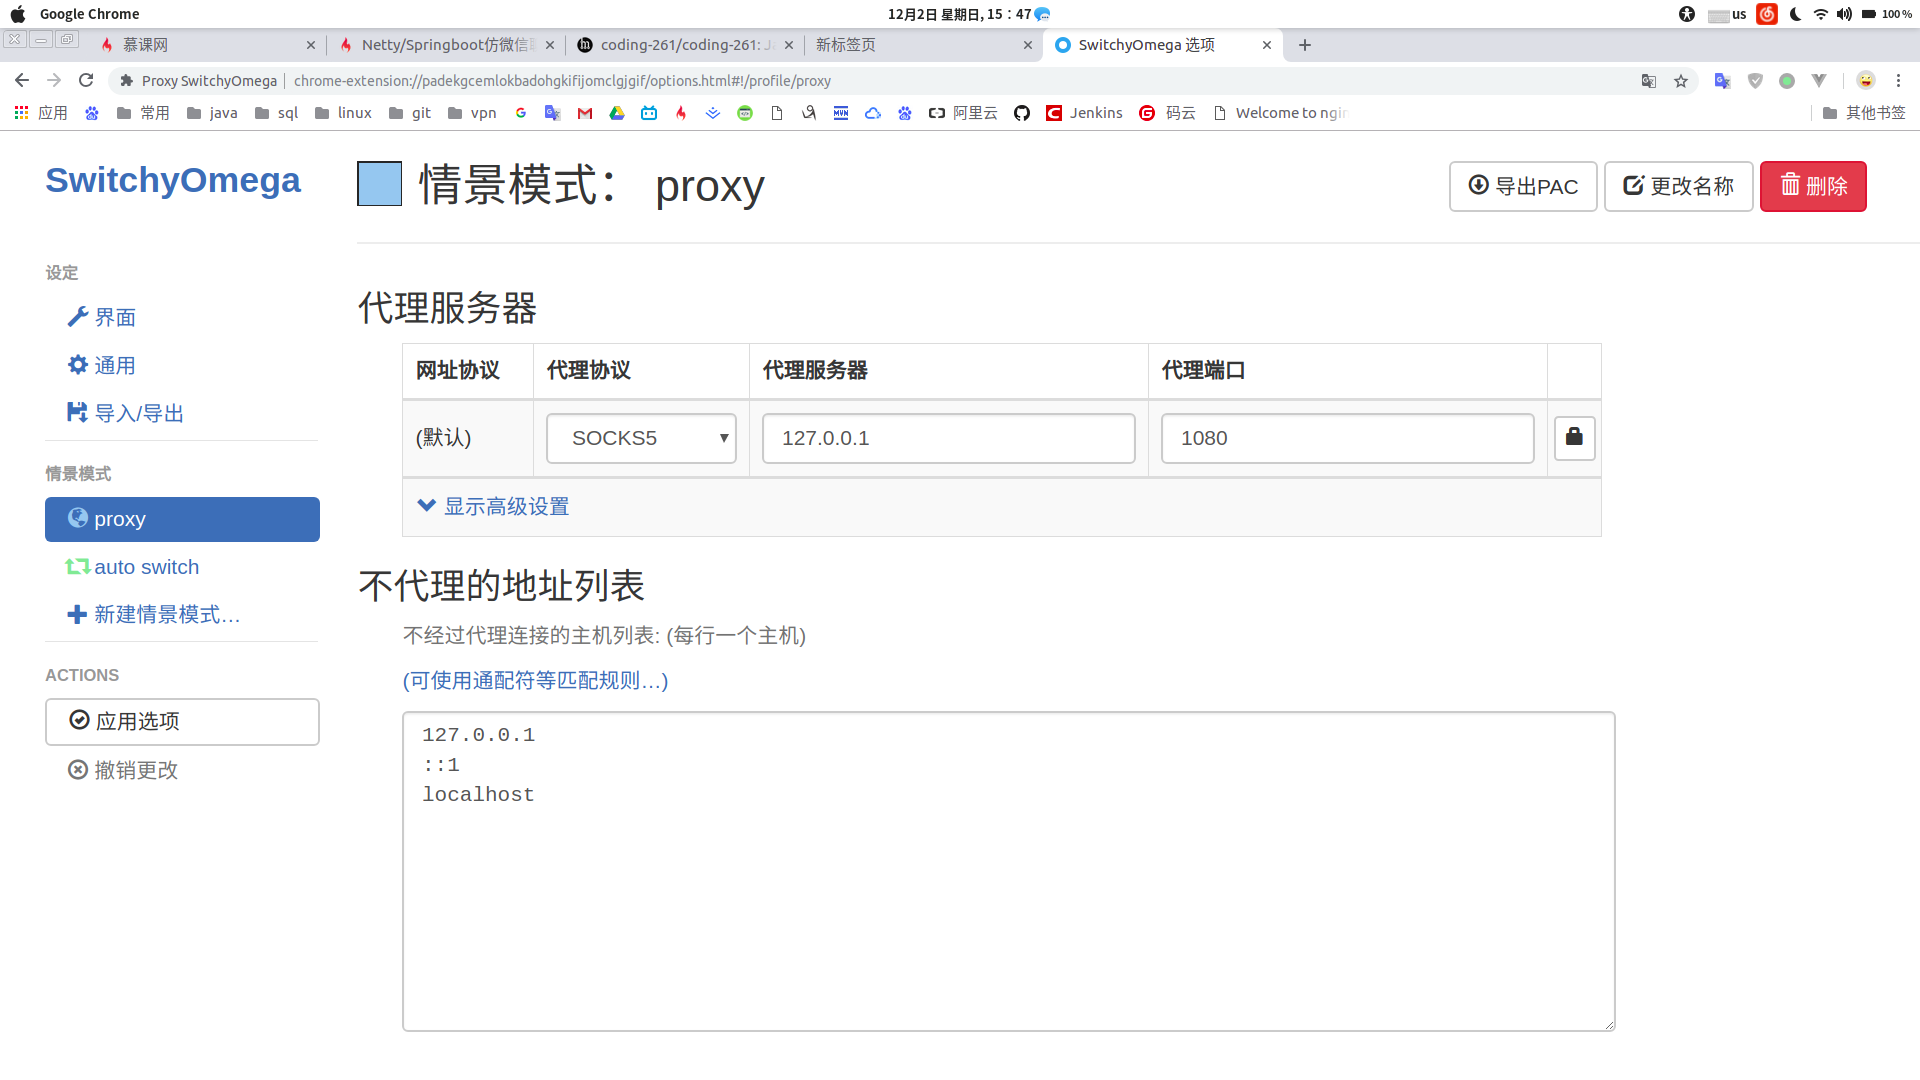 Google Chrome
12月2日 星期日, 15：47
us
100 %
慕课网
Netty/Springboot仿微信
coding-261/coding-261: J
新标签页
SwitchyOmega 选项
Proxy SwitchyOmega
chrome-extension://padekgcemlokbadohgkifijomclgjgif/options.html#!/profile/proxy
应用
常用
java
sql
linux
git
vpn
MVN
阿里云
Jenkins
码云
Welcome to ngin
其他书签
SwitchyOmega
情景模式： proxy
导出PAC
更改名称
删除
设定
界面
通用
导入/导出
情景模式
proxy
auto switch
新建情景模式…
ACTIONS
应用选项
撤销更改
代理服务器
网址协议
代理协议
代理服务器
代理端口
(默认)
SOCKS5
127.0.0.1
1080
显示高级设置
不代理的地址列表
不经过代理连接的主机列表: (每行一个主机)
(可使用通配符等匹配规则…)
127.0.0.1
::1
localhost